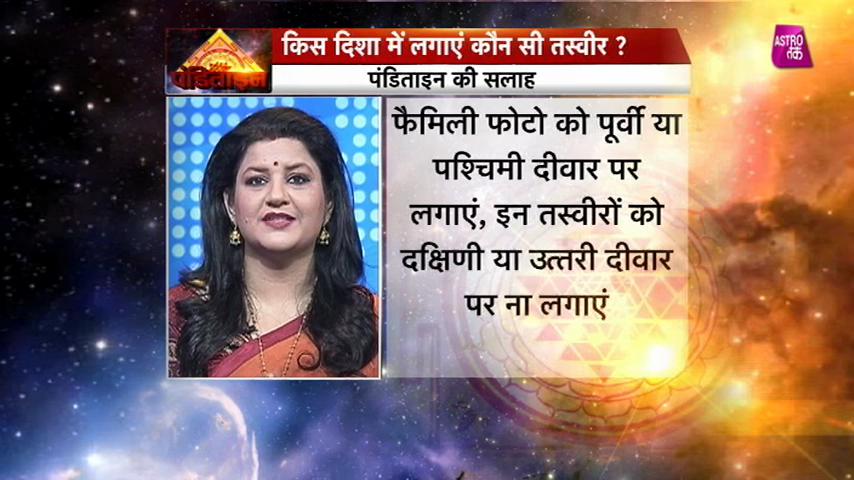 किस दिशा में लगाएं कौन सी तस्वीर ?
पंडिताइन
पंडिताइन की सलाह
ASTRO
तक
फैमिली फोटो को पूर्वी या
पश्चिमी दीवार पर
लगाएं, इन तस्वीरों को
दक्षिणी या उत्तरी दीवार
पर ना लगाएं